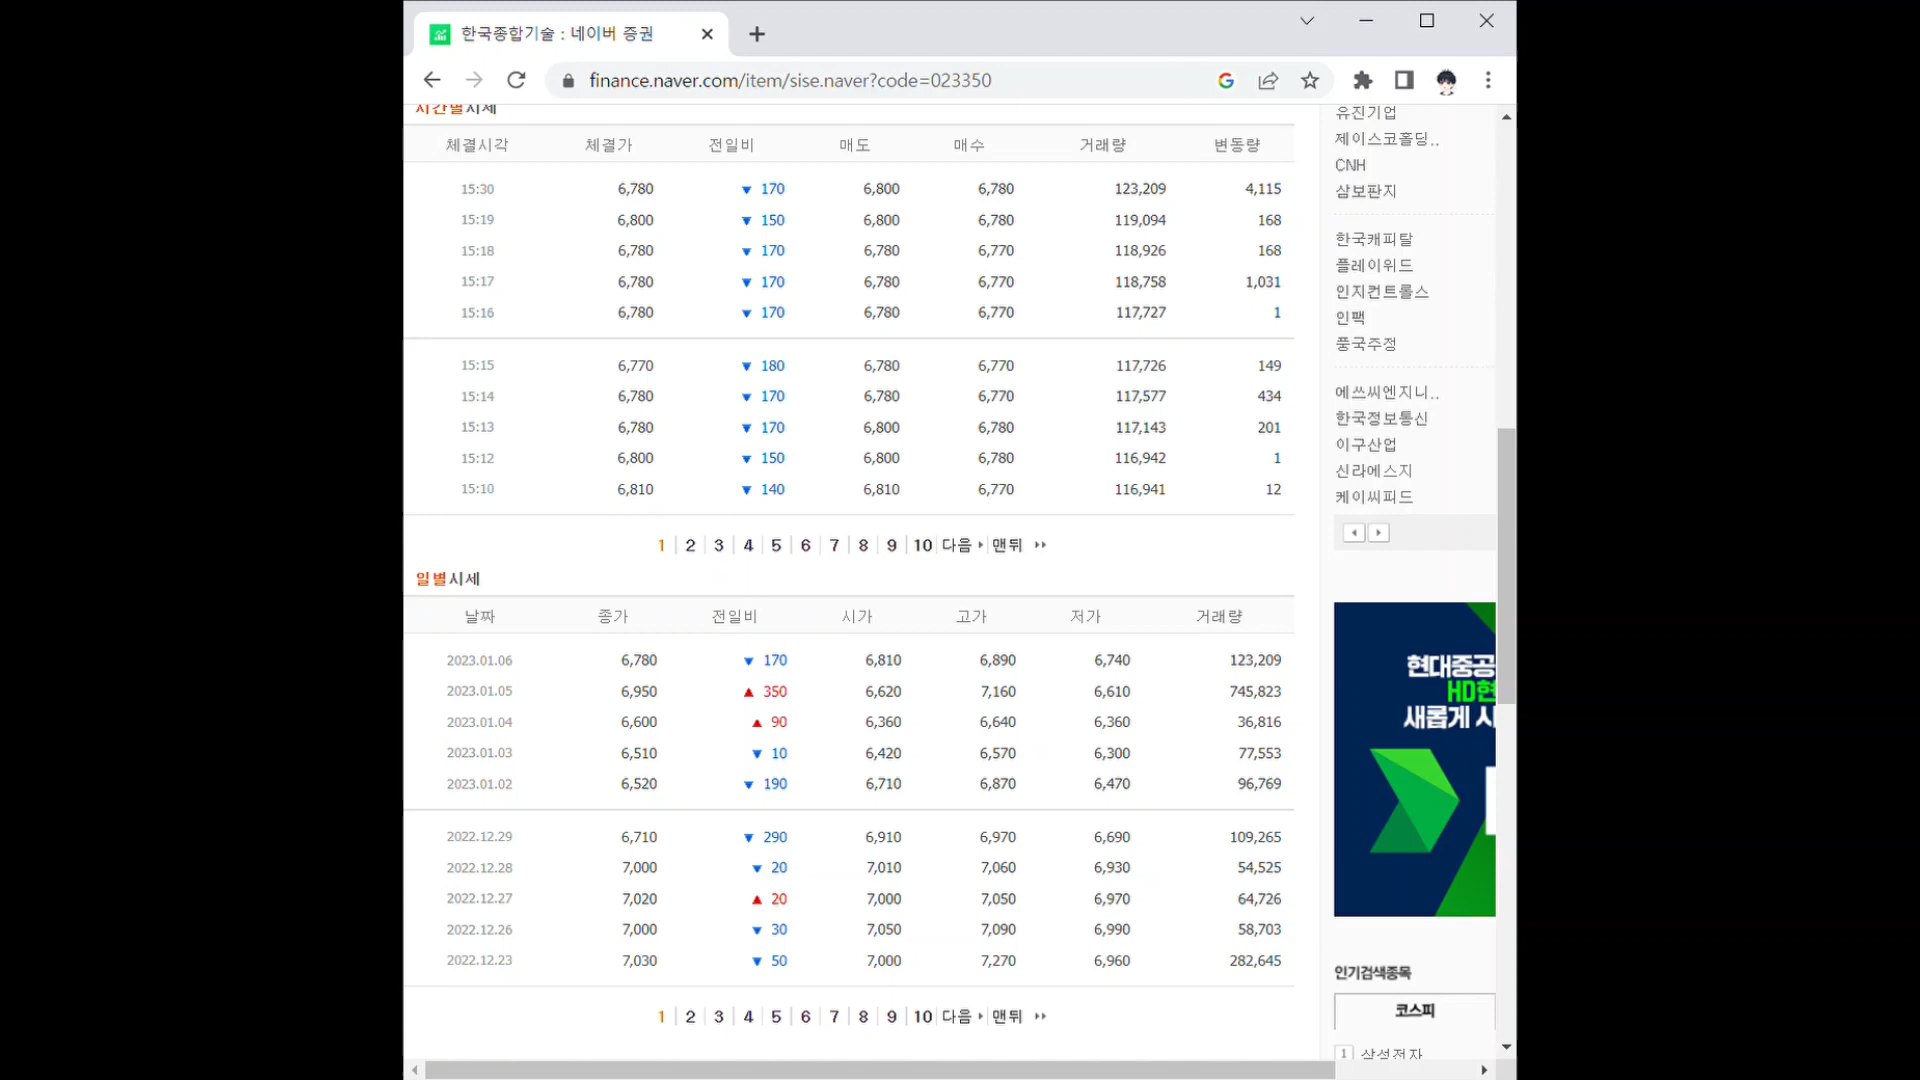 한국종합기술 : 네이버 증권
finance.naver.com/item/sise.naver?code=023350
시간별시세
체결시각 체결가 전일비 매도 매수 거래량 변동량
15:30 6,780 ▼ 170 6,800 6,780 123,209 4,115
15:19 6,800 ▼ 150 6,800 6,780 119,094 168
15:18 6,780 ▼ 170 6,780 6,770 118,926 168
15:17 6,780 ▼ 170 6,780 6,770 118,758 1,031
15:16 6,780 ▼ 170 6,780 6,770 117,727 1
15:15 6,770 ▼ 180 6,780 6,770 117,726 149
15:14 6,780 ▼ 170 6,780 6,770 117,577 434
15:13 6,780 ▼ 170 6,800 6,780 117,143 201
15:12 6,800 ▼ 150 6,800 6,780 116,942 1
15:10 6,810 ▼ 140 6,810 6,770 116,941 12
1 2 3 4 5 6 7 8 9 10 다음 맨뒤
일별시세
날짜 종가 전일비 시가 고가 저가 거래량
2023.01.06 6,780 ▼ 170 6,810 6,890 6,740 123,209
2023.01.05 6,950 ▲ 350 6,620 7,160 6,610 745,823
2023.01.04 6,600 ▲ 90 6,360 6,640 6,360 36,816
2023.01.03 6,510 ▼ 10 6,420 6,570 6,300 77,553
2023.01.02 6,520 ▼ 190 6,710 6,870 6,470 96,769
2022.12.29 6,710 ▼ 290 6,910 6,970 6,690 109,265
2022.12.28 7,000 ▼ 20 7,010 7,060 6,930 54,525
2022.12.27 7,020 ▲ 20 7,000 7,050 6,970 64,726
2022.12.26 7,000 ▼ 30 7,050 7,090 6,990 58,703
2022.12.23 7,030 ▼ 50 7,000 7,270 6,960 282,645
1 2 3 4 5 6 7 8 9 10 다음 맨뒤
유진기업
제이스코홀딩..
CNH
삼보판지
한국캐피탈
플레이위드
인지컨트롤스
인팩
풍국주정
에쓰씨엔지니..
한국정보통신
이구산업
신라에스지
케이씨피드
현대중공
HD현
새롭게 시
인기검색종목
코스피
1 삼성전자